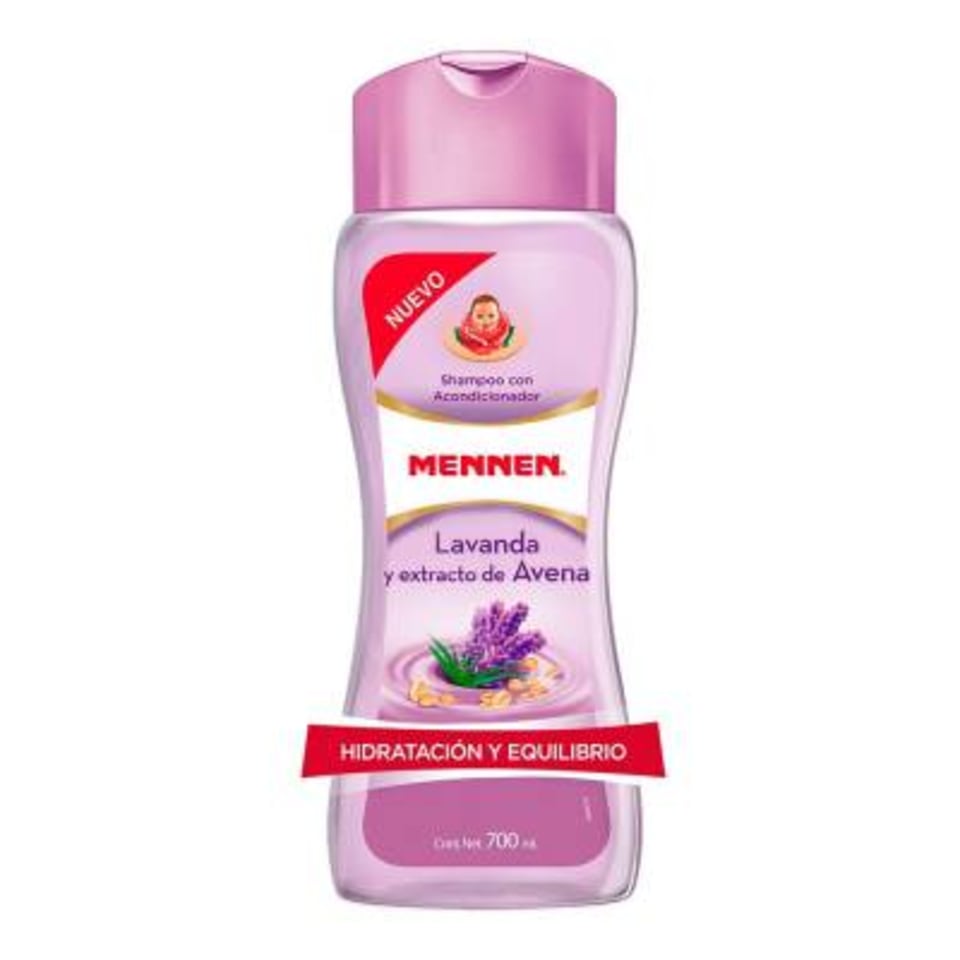 NUEVO
Shampoo con
Acondicionador
MENNEN
Lavanda
y extracto de Avena
HIDRATACIÓN Y EQUILIBRIO
Cont. Net. 700 mL